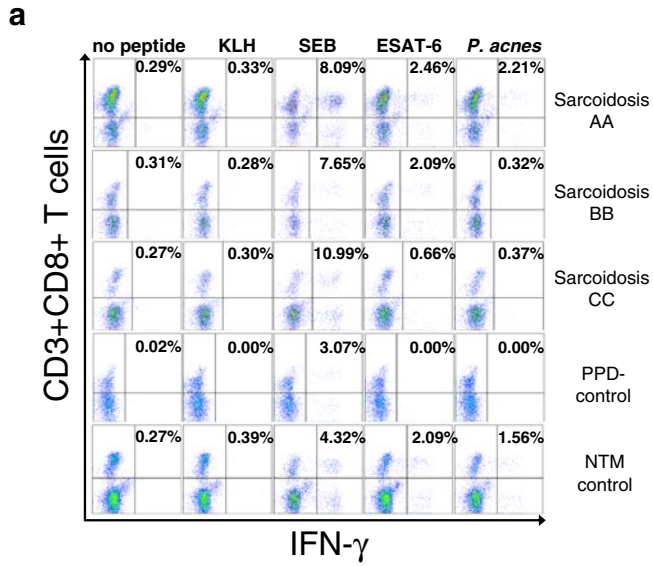 a
no peptide KLH SEB ESAT-6 P. acnes
0.29% 0.33% 8.09% 2.46% 2.21%
Sarcoidosis
AA
0.31% 0.28% 7.65% 2.09% 0.32%
Sarcoidosis
BB
0.27% 0.30% 10.99% 0.66% 0.37%
Sarcoidosis
CC
0.02% 0.00% 3.07% 0.00% 0.00%
PPD-
control
0.27% 0.39% 4.32% 2.09% 1.56%
NTM
control
CD3+CD8+ T cells
IFN-γ